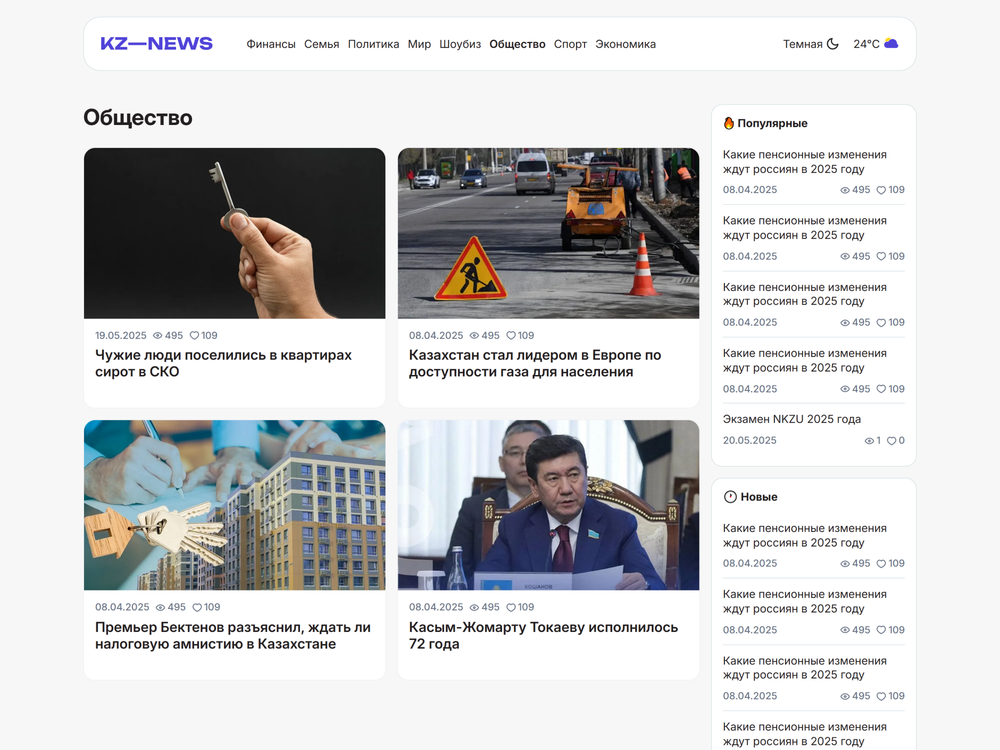 KZ—NEWS
Финансы Семья Политика Мир Шоубиз Общество Спорт Экономика
Темная 24°C
Общество
19.05.2025 495 109
Чужие люди поселились в квартирах
сирот в СКО
08.04.2025 495 109
Казахстан стал лидером в Европе по
доступности газа для населения
КОШАНОВ
08.04.2025 495 109
Премьер Бектенов разъяснил, ждать ли
налоговую амнистию в Казахстане
08.04.2025 495 109
Касым-Жомарту Токаеву исполнилось
72 года
Популярные
Какие пенсионные изменения
ждут россиян в 2025 году
08.04.2025 495 109
Какие пенсионные изменения
ждут россиян в 2025 году
08.04.2025 495 109
Какие пенсионные изменения
ждут россиян в 2025 году
08.04.2025 495 109
Какие пенсионные изменения
ждут россиян в 2025 году
08.04.2025 495 109
Экзамен NKZU 2025 года
20.05.2025 1 0
Новые
Какие пенсионные изменения
ждут россиян в 2025 году
08.04.2025 495 109
Какие пенсионные изменения
ждут россиян в 2025 году
08.04.2025 495 109
Какие пенсионные изменения
ждут россиян в 2025 году
08.04.2025 495 109
Какие пенсионные изменения
ждут россиян в 2025 году